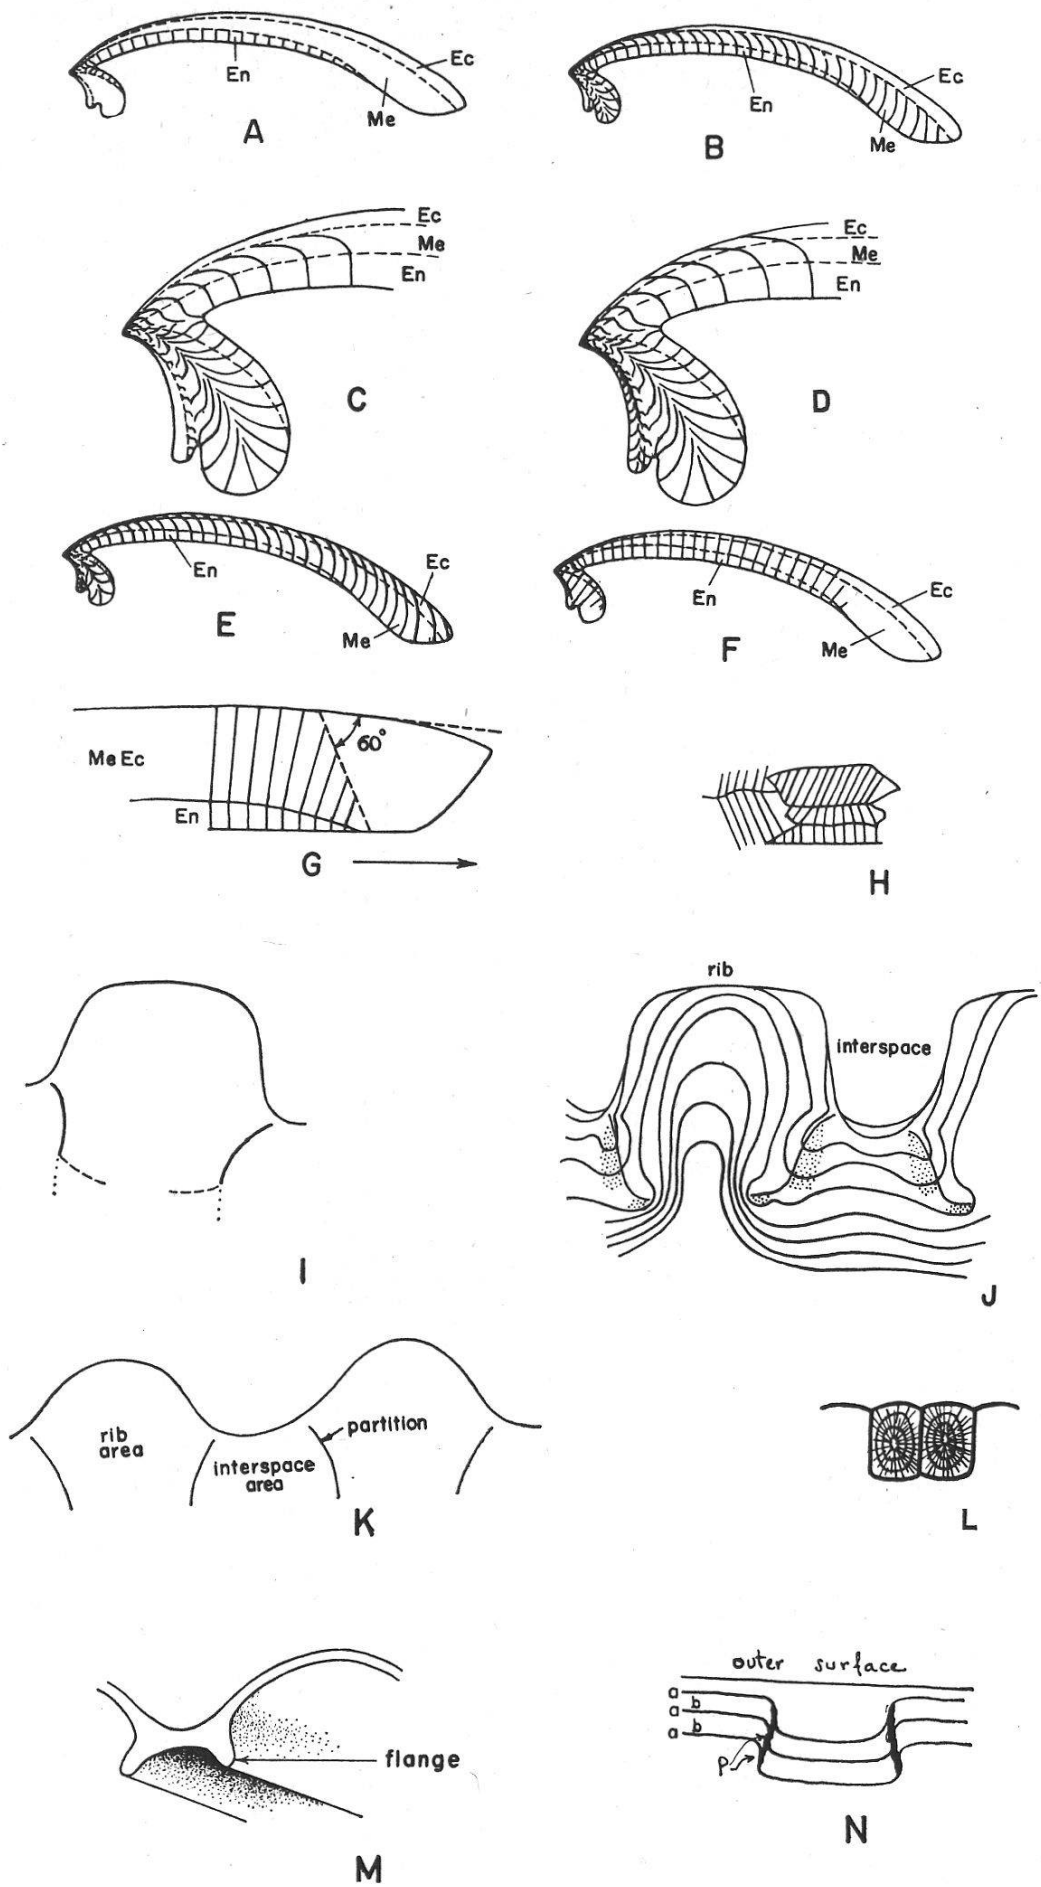 Ec
En
Me
A
Ec
En
Me
B
Ec
Me
En
C
Ec
Me
En
D
Ec
En
Me
E
Ec
En
Me
F
60°
Me Ec
En
G
H
I
rib
interspace
J
rib
area
partition
interspace
area
K
L
flange
M
outer surface
a
b
a
b
a
P
N